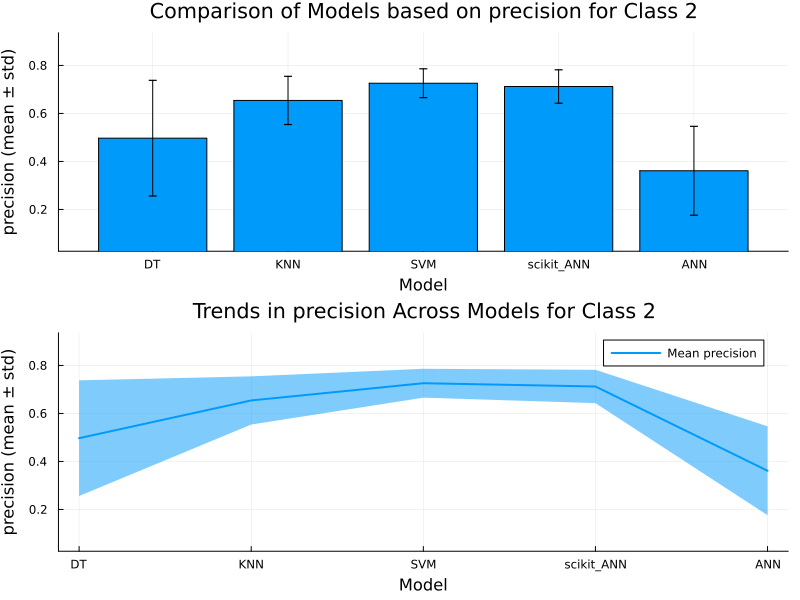 Comparison of Models based on precision for Class 2
precision (mean ± std)
0.8
0.6
0.4
0.2
DT KNN SVM scikit_ANN ANN
Model
Trends in precision Across Models for Class 2
precision (mean ± std)
Mean precision
0.8
0.6
0.4
0.2
DT KNN SVM scikit_ANN ANN
Model